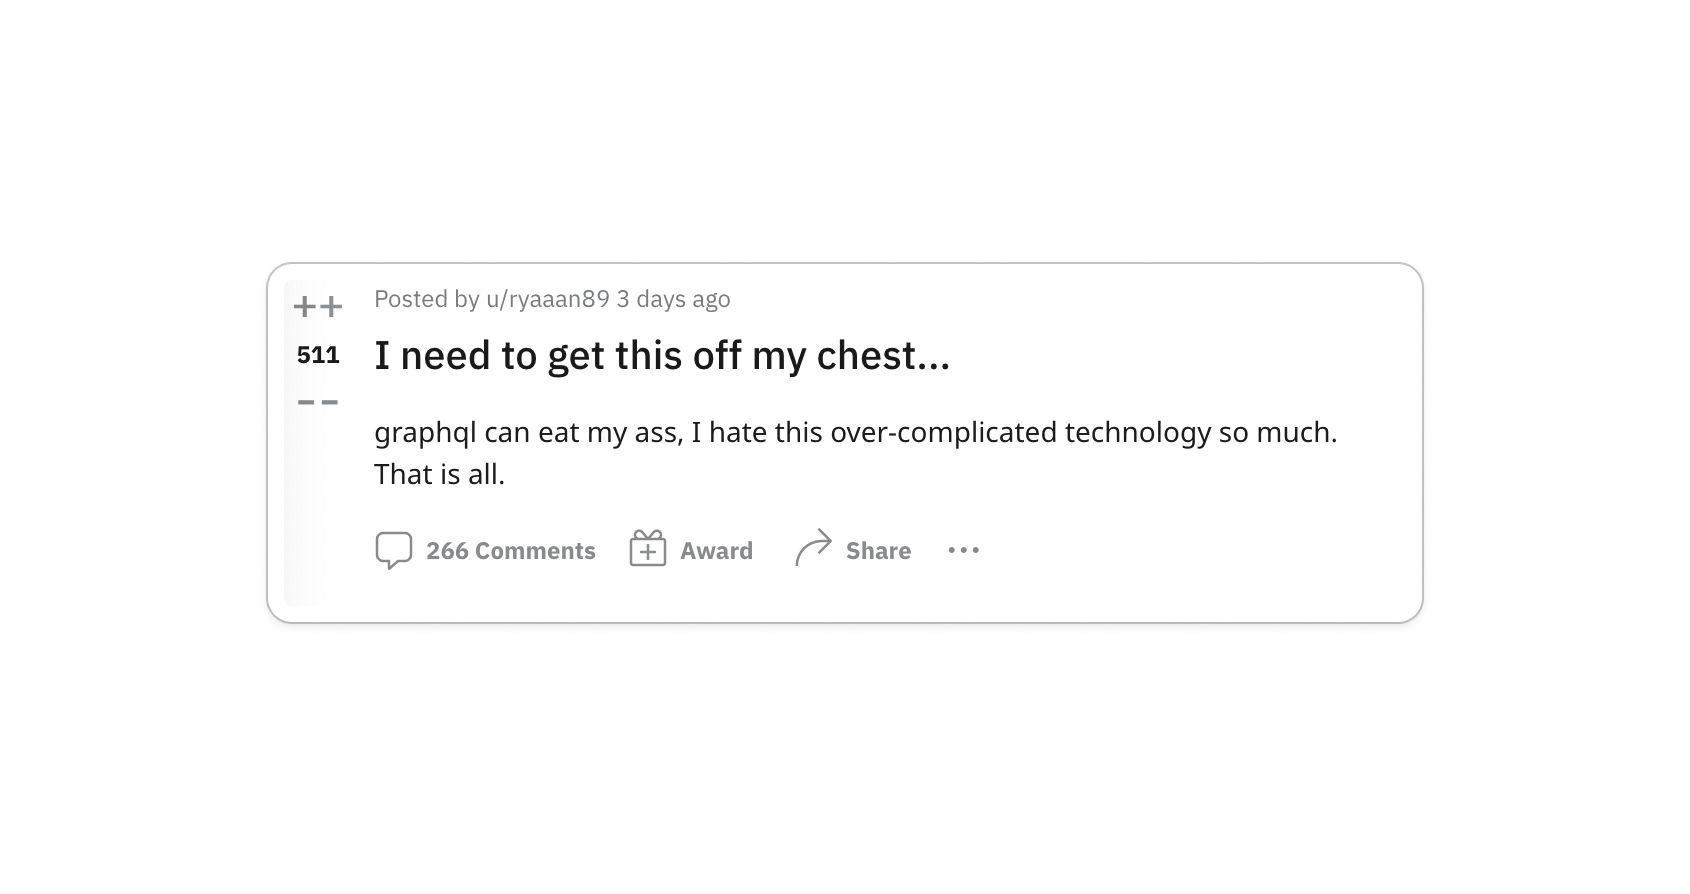 ++
Posted by u/ryaaan89 3 days ago
511
I need to get this off my chest...
--
graphql can eat my ass, I hate this over-complicated technology so much.
That is all.
266 Comments Award Share ...